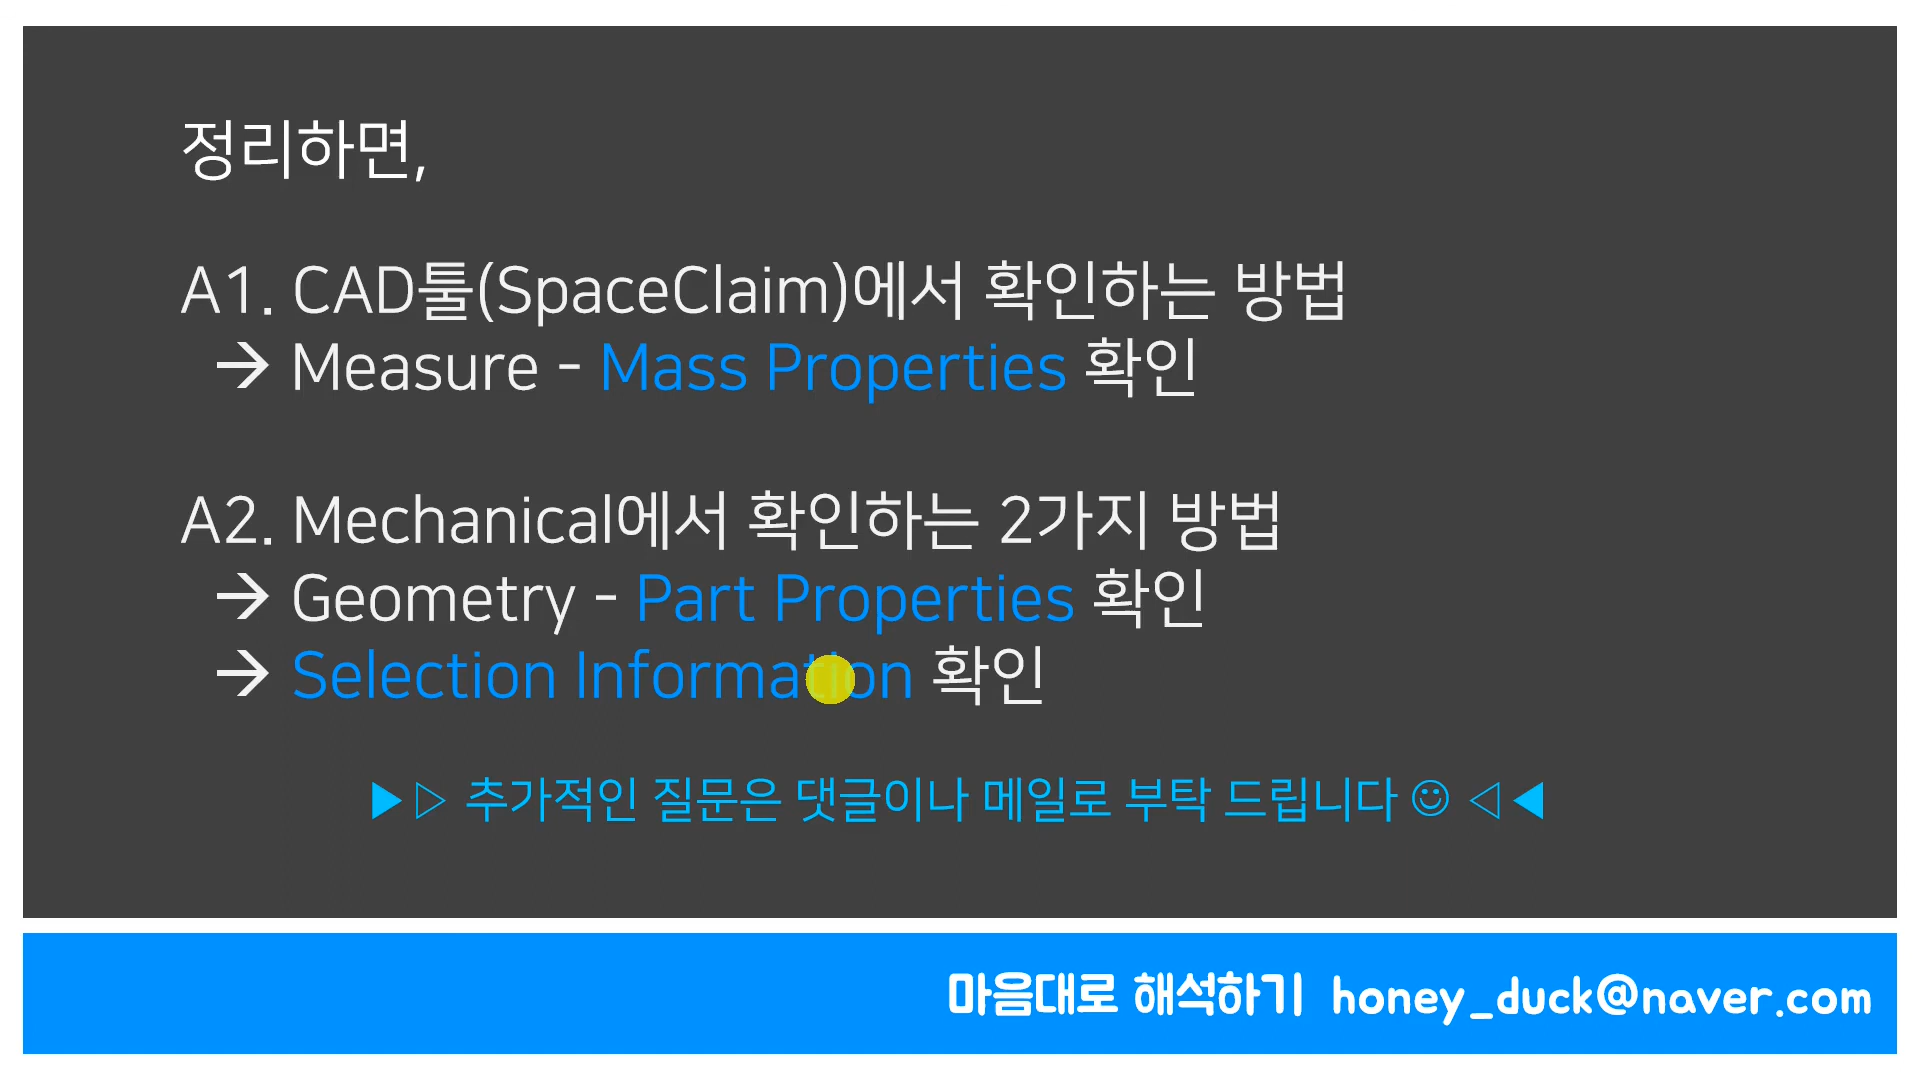 정리하면,
A1. CAD툴(SpaceClaim)에서 확인하는 방법
→ Measure - Mass Properties 확인
A2. Mechanical에서 확인하는 2가지 방법
→ Geometry - Part Properties 확인
→ Selection Information 확인
▶▷ 추가적인 질문은 댓글이나 메일로 부탁 드립니다 ☺ ◁◀
마음대로 해석하기 honey_duck@naver.com